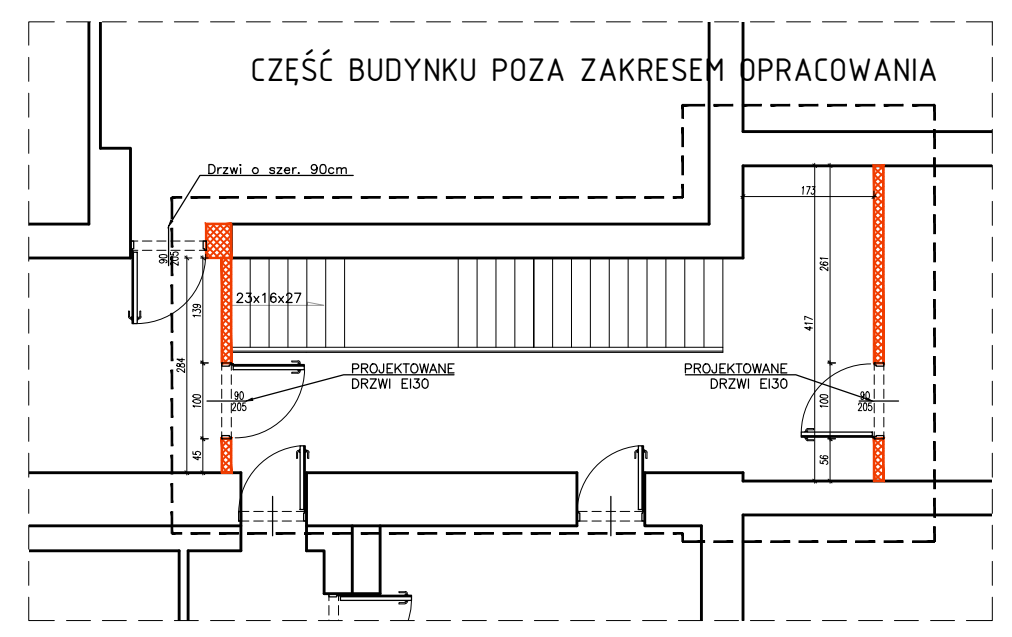 CZĘŚĆ BUDYNKU POZA ZAKRESEM OPRACOWANIA
Drzwi o szer. 90cm
173
90
205
139
261
23x16x27
417
284
PROJEKTOWANE
DRZWI EI30
PROJEKTOWANE
DRZWI EI30
100
90
205
100
90
205
45
56